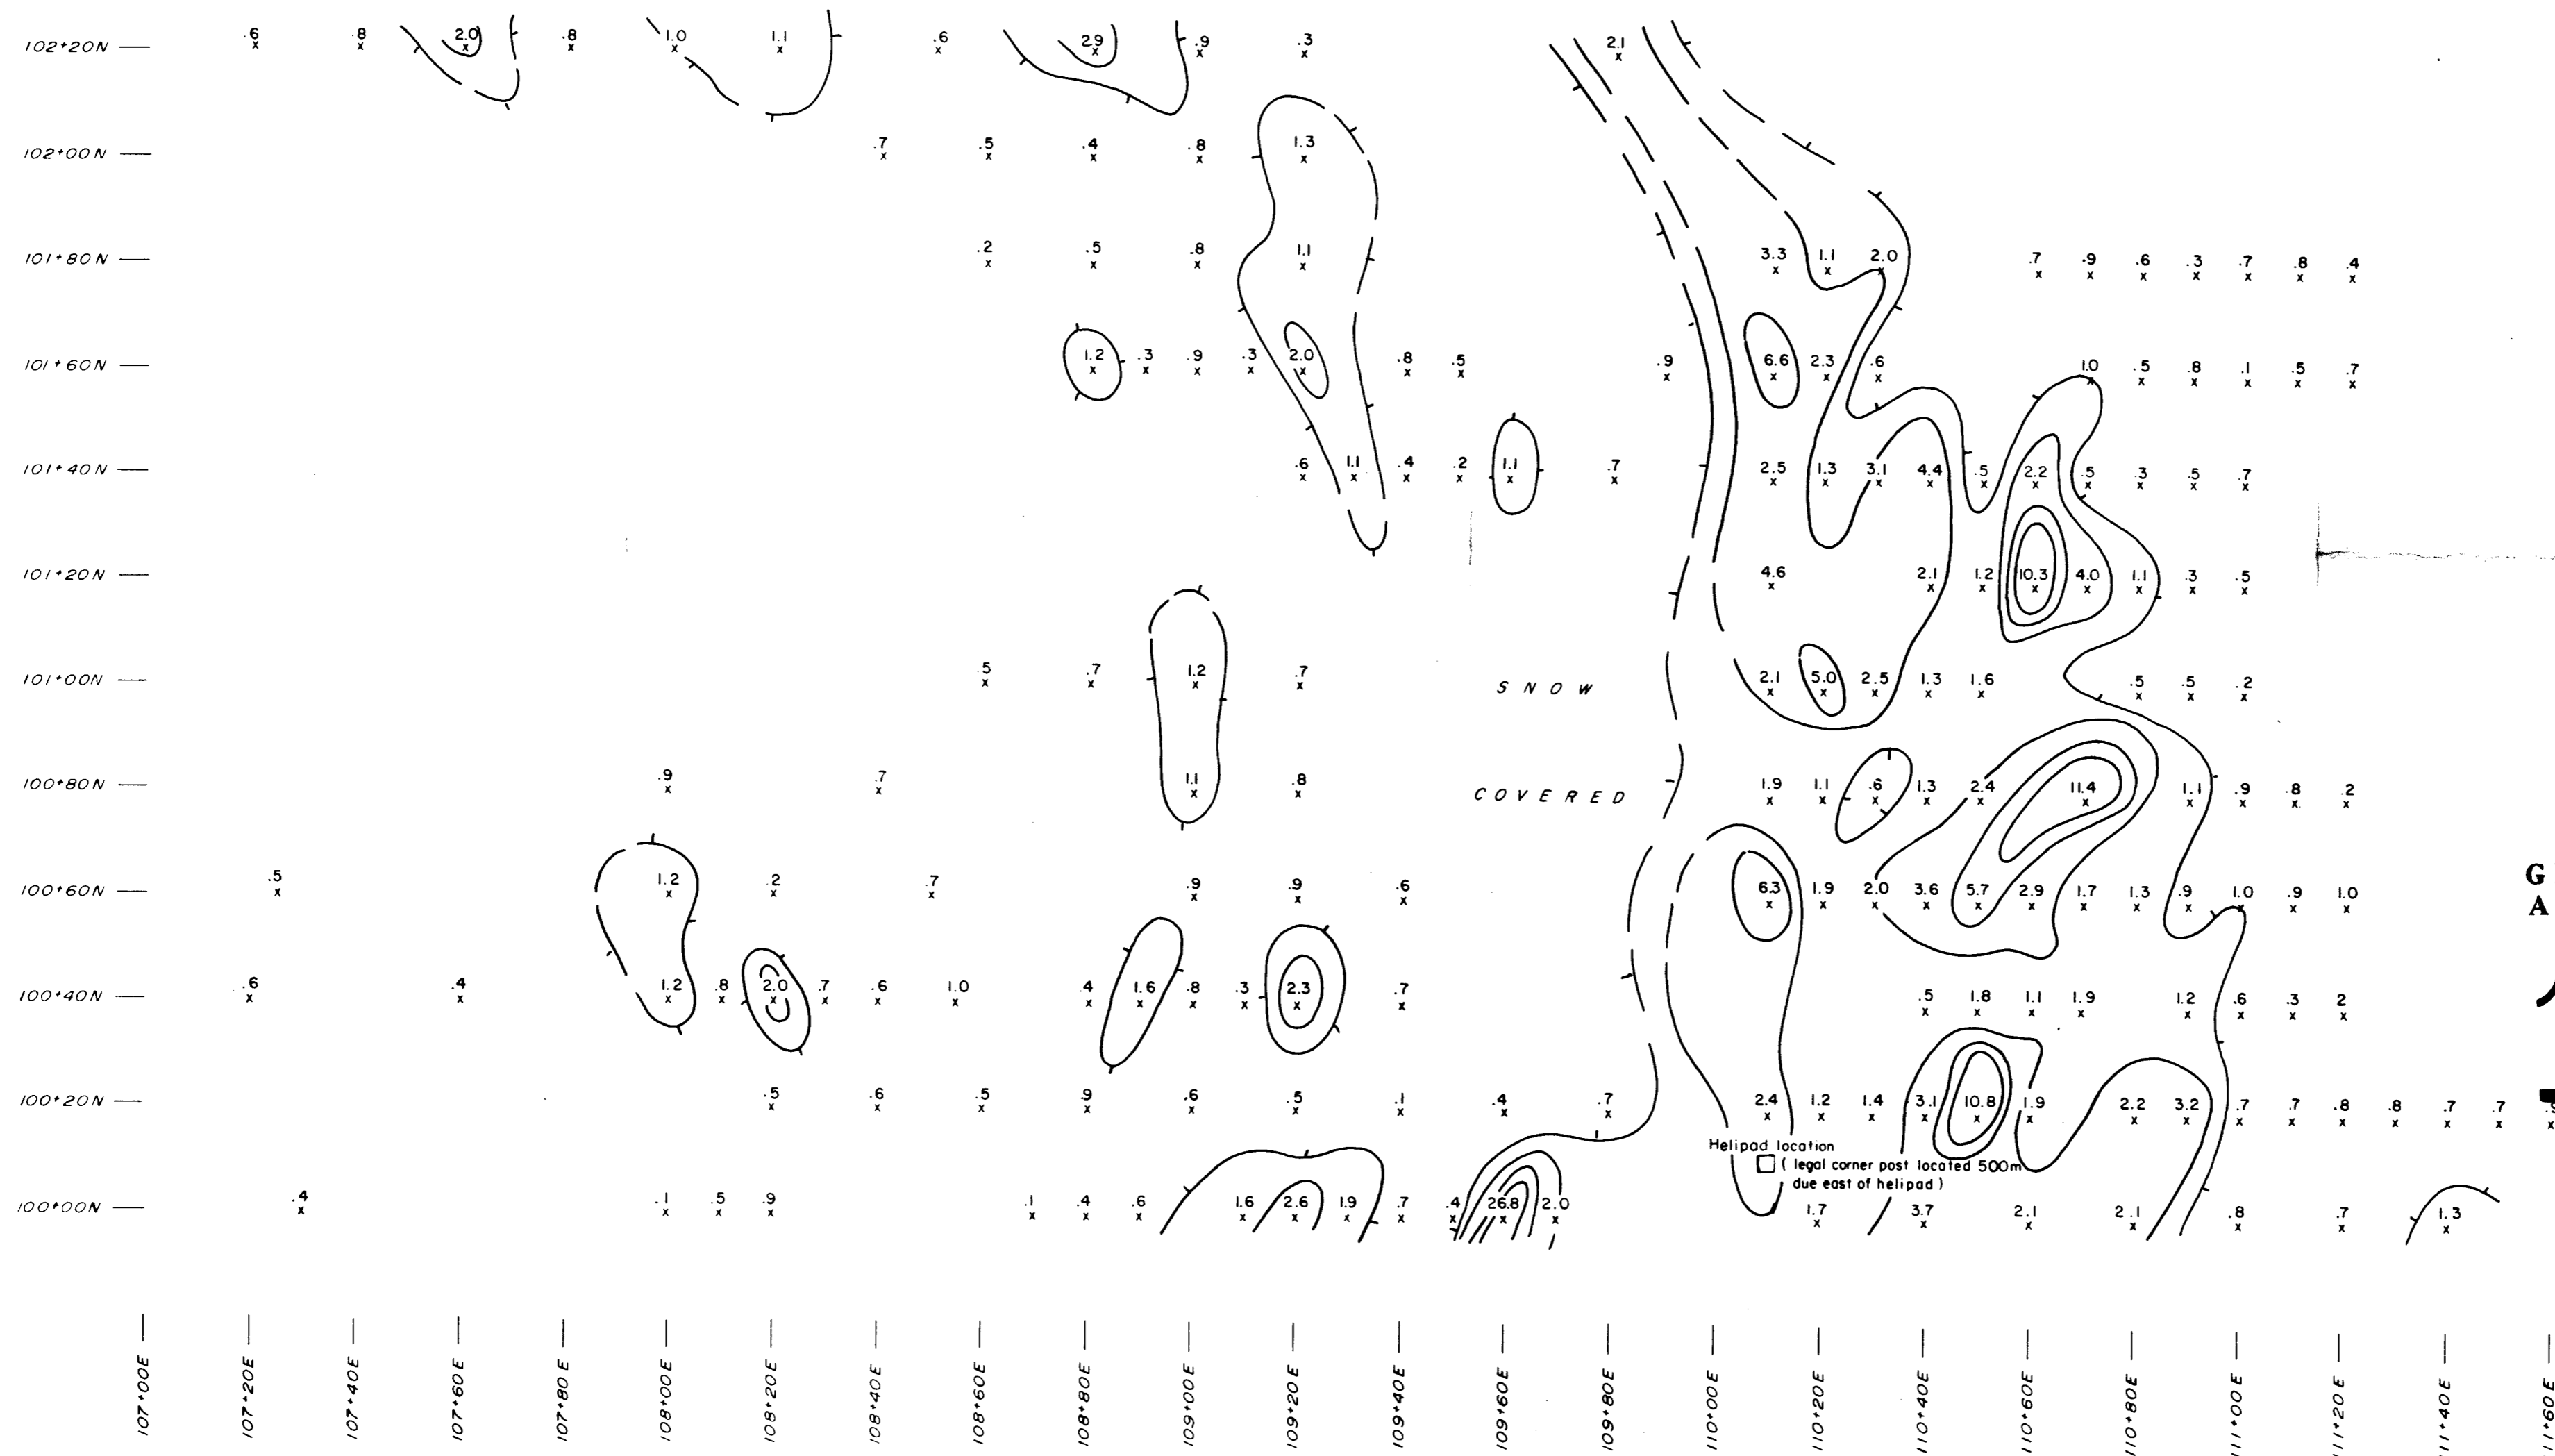 102+20N .6 .8 2.0 .8 1.0 1.1 .6 2.9 .9 .3 2.1
102+00N .7 .5 .4 .8 1.3
101+80N .2 .5 .8 1.1 3.3 1.1 2.0 .7 .9 .6 .3 .7 .8 .4
101+60N 1.2 .3 .9 .3 2.0 .8 .5 .9 6.6 2.3 .6 1.0 .5 .8 .1 .5 .7
101+40N .6 1.1 .4 .2 1.1 .7 2.5 1.3 3.1 4.4 .5 2.2 .5 .3 .5 .7
101+20N 4.6 2.1 1.2 10.3 4.0 1.1 .3 .5
101+00N .5 .7 1.2 .7 SNOW 2.1 5.0 2.5 1.3 1.6 .5 .5 .2
100+80N .9 .7 1.1 .8 COVERED 1.9 1.1 .6 1.3 2.4 11.4 1.1 .9 .8 .2
100+60N .5 1.2 .2 .7 .9 .9 .6 6.3 1.9 2.0 3.6 5.7 2.9 1.7 1.3 .9 1.0 .9 1.0
G
A
100+40N .6 .4 1.2 .8 2.0 .7 .6 1.0 .4 1.6 .8 .3 2.3 .7 .5 1.8 1.1 1.9 1.2 .6 .3 2
100+20N .5 .6 .5 .9 .6 .5 .1 .4 .7 2.4 1.2 1.4 3.1 10.8 1.9 2.2 3.2 .7 .7 .8 .8 .7 .7
Helipad location
( legal corner post located 500m
due east of helipad )
100+00N .4 .1 .5 .9 .1 .4 .6 1.6 2.6 1.9 .7 .4 26.8 2.0 1.7 3.7 2.1 2.1 .8 .7 1.3
107+00E 107+20E 107+40E 107+60E 107+80E 108+00E 108+20E 108+40E 108+60E 108+80E 109+00E 109+20E 109+40E 109+60E 109+80E 110+00E 110+20E 110+40E 110+60E 110+80E 111+00E 111+20E 111+40E 111+60E